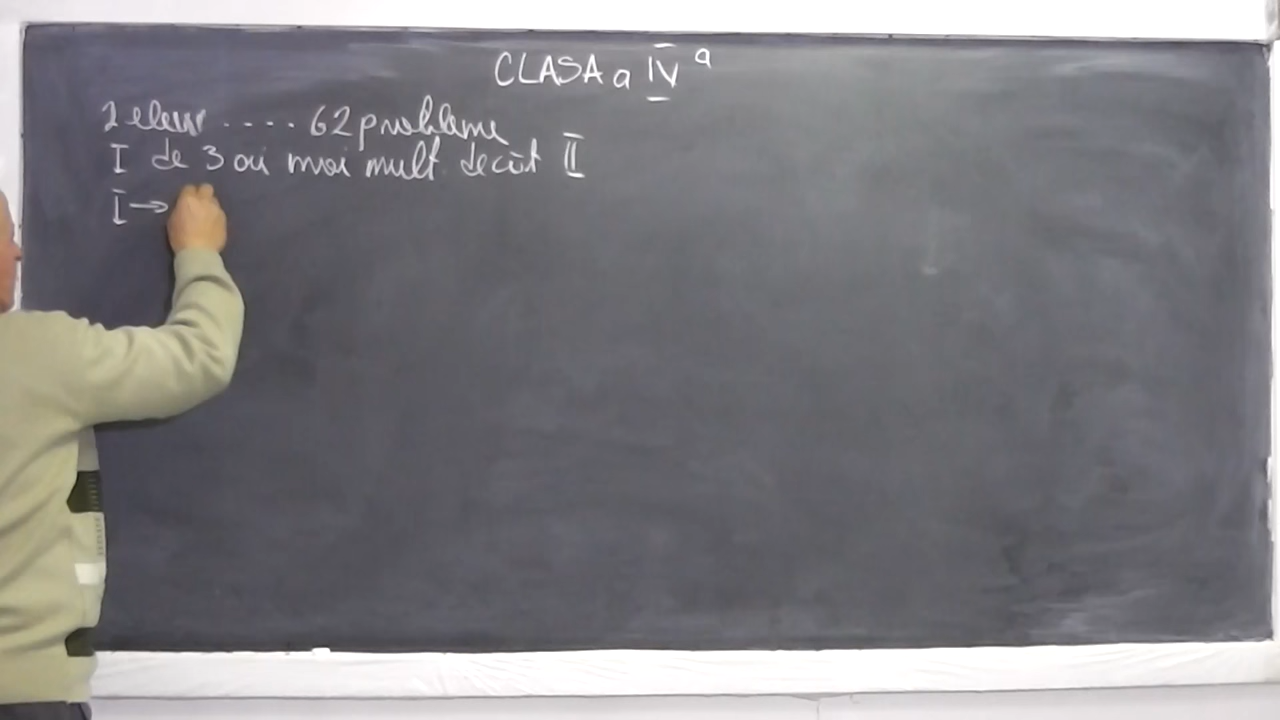 CLASA a IV a
2 elevi .... 62 probleme
I de 3 ori mai mult decât II
I →